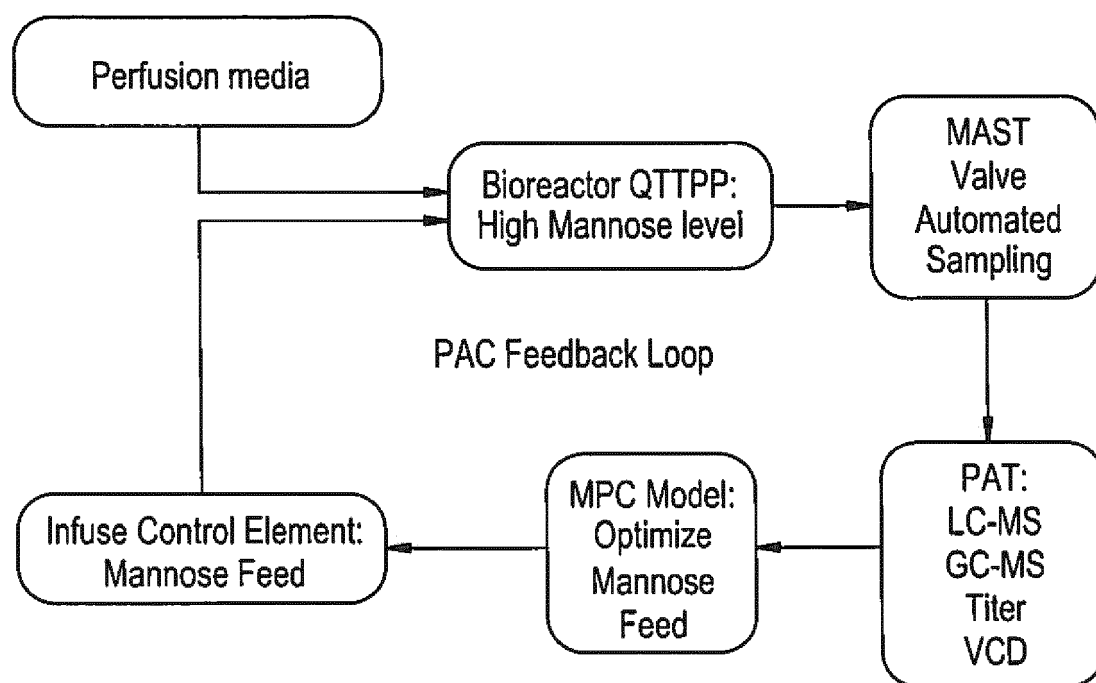 Perfusion media
Bioreactor QTTPP:
High Mannose level
MAST
Valve
Automated
Sampling
PAC Feedback Loop
PAT:
LC-MS
GC-MS
Titer
VCD
MPC Model:
Optimize
Mannose
Feed
Infuse Control Element:
Mannose Feed